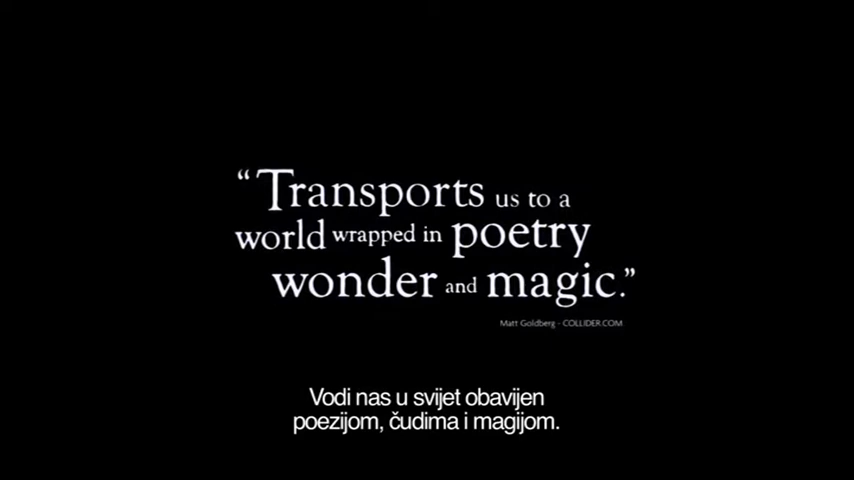 “Transports us to a
world wrapped in poetry
wonder and magic.”
Matt Goldberg - COLLIDER.COM
Vodi nas u svijet obavijen
poezijom, čudima i magijom.